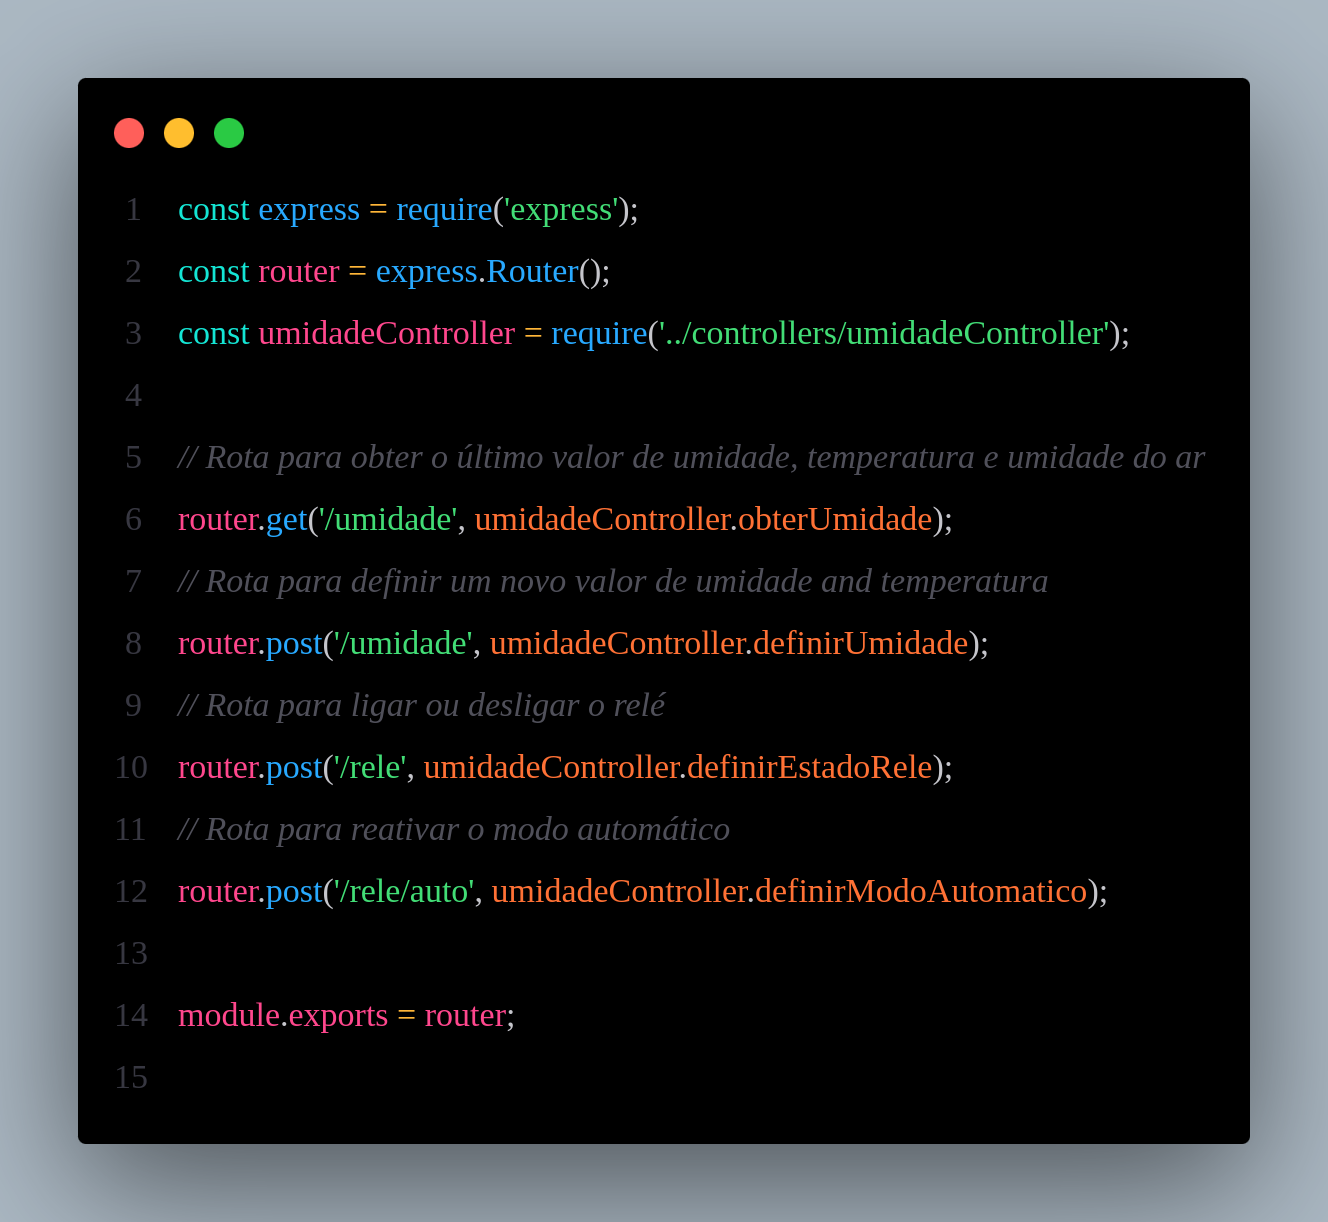 1 const express = require('express');
2 const router = express.Router();
3 const umidadeController = require('../controllers/umidadeController');
4
5 // Rota para obter o último valor de umidade, temperatura e umidade do ar
6 router.get('/umidade', umidadeController.obterUmidade);
7 // Rota para definir um novo valor de umidade and temperatura
8 router.post('/umidade', umidadeController.definirUmidade);
9 // Rota para ligar ou desligar o relé
10 router.post('/rele', umidadeController.definirEstadoRele);
11 // Rota para reativar o modo automático
12 router.post('/rele/auto', umidadeController.definirModoAutomatico);
13
14 module.exports = router;
15